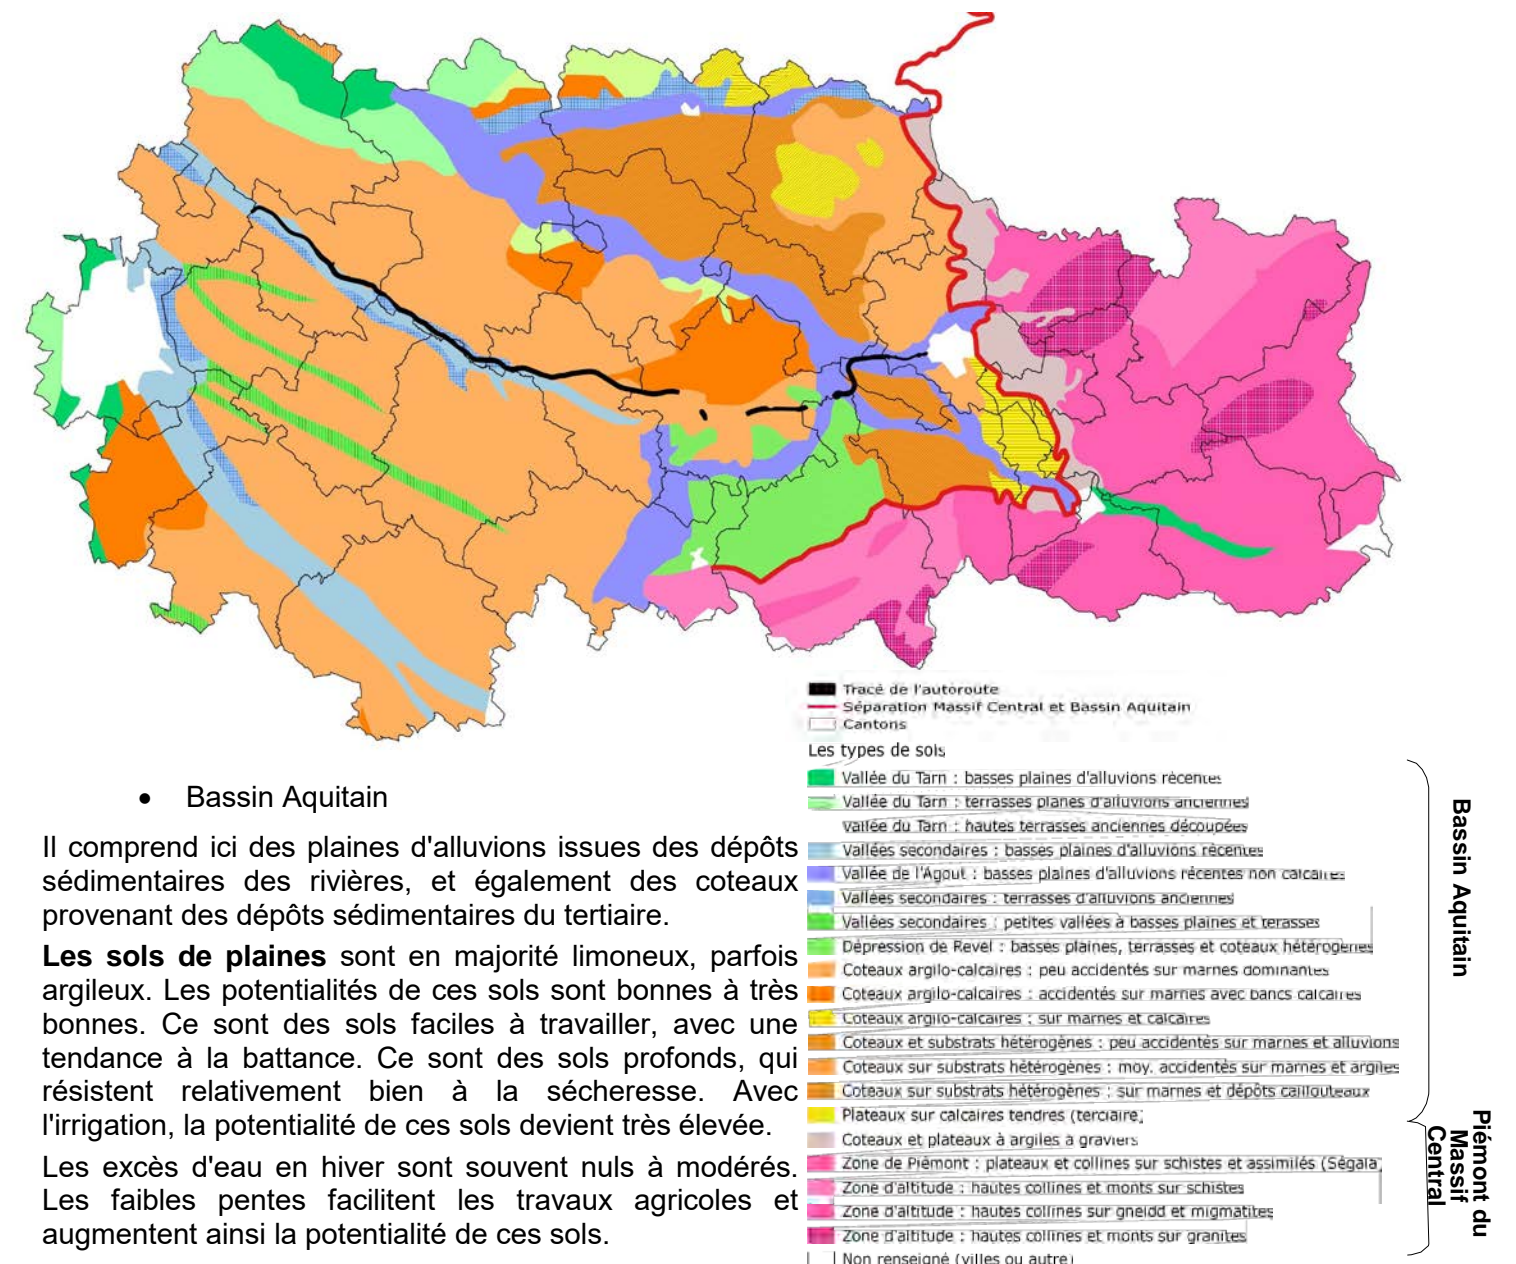 Tracé de l'autoroute
Séparation Massif Central et Bassin Aquitain
Cantons
Les types de sols
Vallée du Tarn : basses plaines d'alluvions récentes
Vallée du Tarn : terrasses planes d'alluvions anciennes
Vallée du Tarn : hautes terrasses anciennes découpées
Vallées secondaires : basses plaines d'alluvions récentes
Vallée de l'Agout : basses plaines d'alluvions récentes non calcaires
Vallées secondaires : terrasses d'alluvions anciennes
Vallées secondaires : petites vallées à basses plaines et terasses
Dépression de Revel : basses plaines, terrasses et coteaux hétérogènes
Coteaux argilo-calcaires : peu accidentés sur marnes dominantes
Coteaux argilo-calcaires : accidentés sur marnes avec bancs calcaires
Coteaux argilo-calcaires : sur marnes et calcaires
Coteaux et substrats hétérogènes : peu accidentés sur marnes et alluvions
Coteaux sur substrats hétérogènes : moy. accidentés sur marnes et argiles
Coteaux sur substrats hétérogènes : sur marnes et dépôts caillouteaux
Plateaux sur calcaires tendres (terciaire)
Coteaux et plateaux à argiles à graviers
Zone de Piémont : plateaux et collines sur schistes et assimilés (Ségala)
Zone d'altitude : hautes collines et monts sur schistes
Zone d'altitude : hautes collines sur gneidd et migmatites
Zone d'altitude : hautes collines et monts sur granites
Non renseigné (villes ou autre)
Bassin Aquitain
Piémont du
Massif
Central
• Bassin Aquitain
Il comprend ici des plaines d'alluvions issues des dépôts
sédimentaires des rivières, et également des coteaux
provenant des dépôts sédimentaires du tertiaire.
Les sols de plaines sont en majorité limoneux, parfois
argileux. Les potentialités de ces sols sont bonnes à très
bonnes. Ce sont des sols faciles à travailler, avec une
tendance à la battance. Ce sont des sols profonds, qui
résistent relativement bien à la sécheresse. Avec
l'irrigation, la potentialité de ces sols devient très élevée.
Les excès d'eau en hiver sont souvent nuls à modérés.
Les faibles pentes facilitent les travaux agricoles et
augmentent ainsi la potentialité de ces sols.